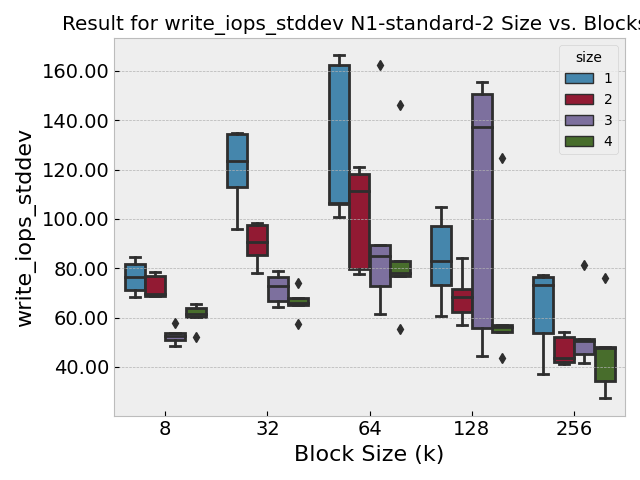 Result for write_iops_stddev N1-standard-2 Size vs. Blocks
size
1
2
3
4
160.00
140.00
120.00
100.00
80.00
60.00
40.00
write_iops_stddev
8 32 64 128 256
Block Size (k)